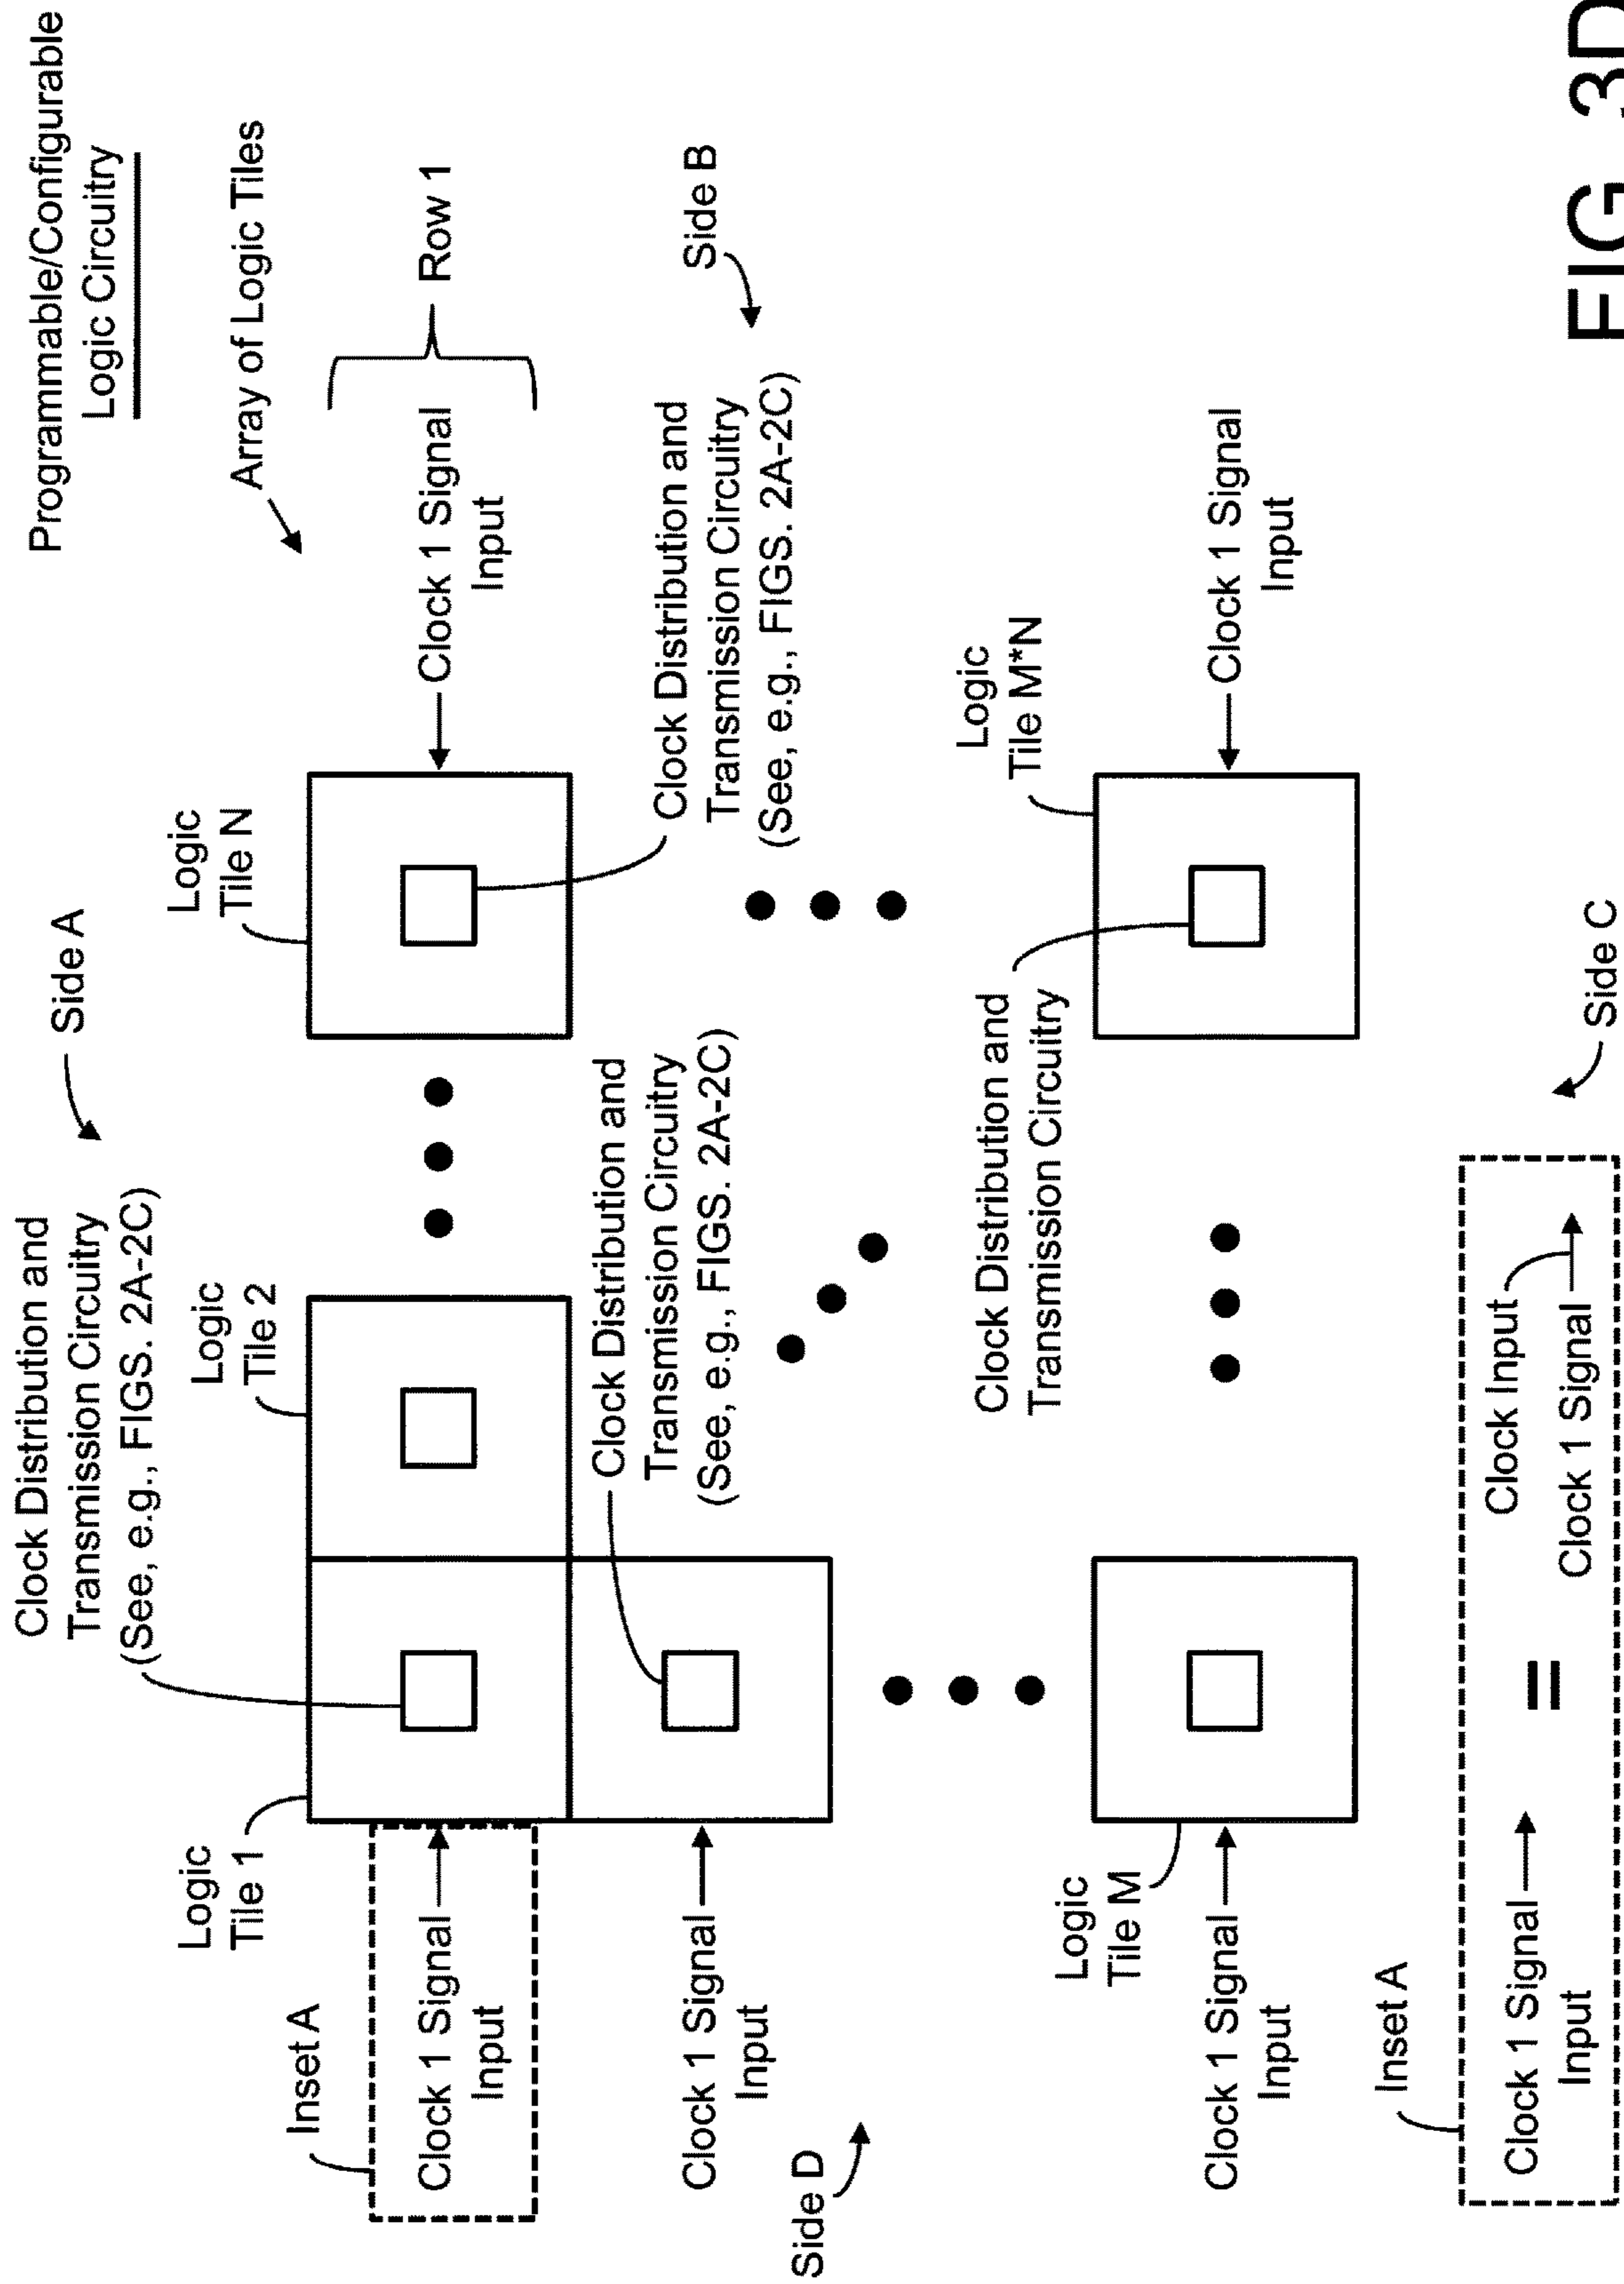 Programmable/Configurable
Logic Circuitry
Array of Logic Tiles
Side A
Clock Distribution and
Transmission Circuitry
(See, e.g., FIGS. 2A-2C)
Logic
Tile 1
Logic
Tile 2
Logic
Tile N
Inset A
Clock 1 Signal
Input
Clock 1 Signal
Input
Row 1
Clock Distribution and
Transmission Circuitry
(See, e.g., FIGS. 2A-2C)
Clock Distribution and
Transmission Circuitry
(See, e.g., FIGS. 2A-2C)
Side B
Clock 1 Signal
Input
Side D
Logic
Tile M
Clock Distribution and
Transmission Circuitry
Logic
Tile M*N
Clock 1 Signal
Input
Clock 1 Signal
Input
Inset A
Clock 1 Signal
Input
=
Clock Input
Clock 1 Signal
Side C
FIG. 3D